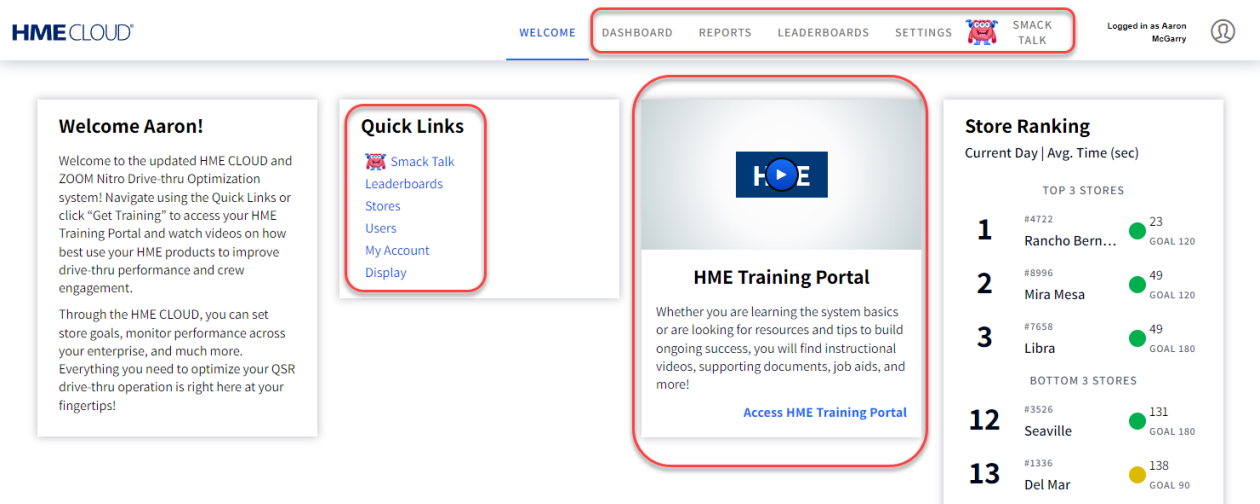 HME CLOUD®
WELCOME
DASHBOARD
REPORTS
LEADERBOARDS
SETTINGS
SMACK
TALK
Logged in as Aaron
McGarry
Welcome Aaron!
Welcome to the updated HME CLOUD and
ZOOM Nitro Drive-thru Optimization
system! Navigate using the Quick Links or
click “Get Training” to access your HME
Training Portal and watch videos on how
best use your HME products to improve
drive-thru performance and crew
engagement.
Through the HME CLOUD, you can set
store goals, monitor performance across
your enterprise, and much more.
Everything you need to optimize your QSR
drive-thru operation is right here at your
fingertips!
Quick Links
Smack Talk
Leaderboards
Stores
Users
My Account
Display
HME Training Portal
Whether you are learning the system basics
or are looking for resources and tips to build
ongoing success, you will find instructional
videos, supporting documents, job aids, and
more!
Access HME Training Portal
Store Ranking
Current Day | Avg. Time (sec)
TOP 3 STORES
1
#4722
Rancho Bern...
23
GOAL 120
2
#8996
Mira Mesa
49
GOAL 120
3
#7658
Libra
49
GOAL 180
BOTTOM 3 STORES
12
#3526
Seaville
131
GOAL 180
13
#1336
Del Mar
138
GOAL 90